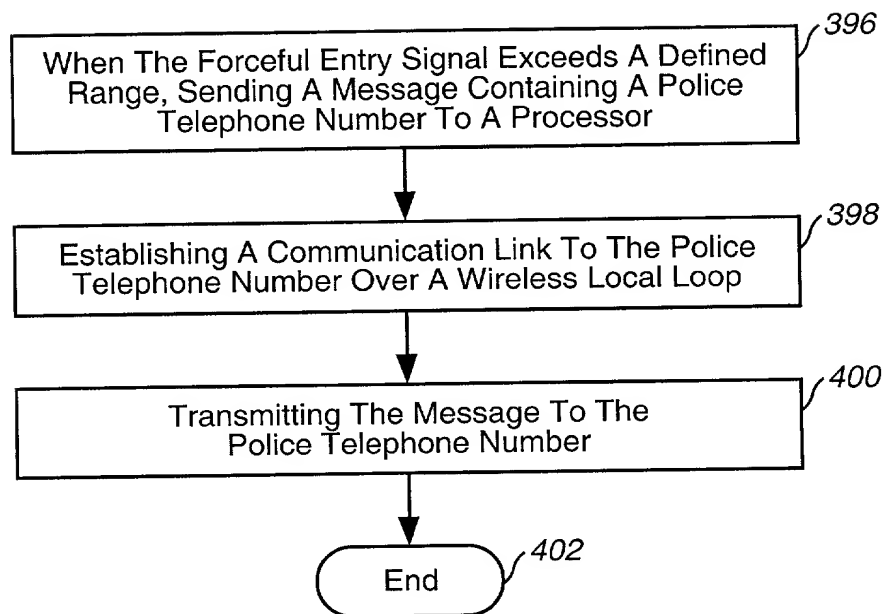 396
When The Forceful Entry Signal Exceeds A Defined
Range, Sending A Message Containing A Police
Telephone Number To A Processor
398
Establishing A Communication Link To The Police
Telephone Number Over A Wireless Local Loop
400
Transmitting The Message To The
Police Telephone Number
402
End